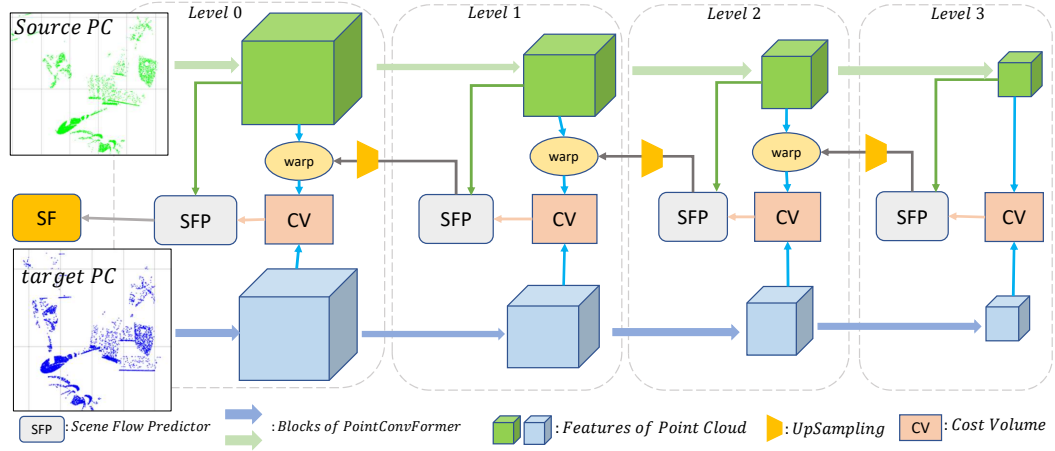 Level 0
Level 1
Level 2
Level 3
Source PC
warp
warp
warp
SF
SFP
CV
SFP
CV
SFP
CV
SFP
CV
target PC
SFP : Scene Flow Predictor
: Blocks of PointConvFormer
: Features of Point Cloud
: UpSampling
CV : Cost Volume